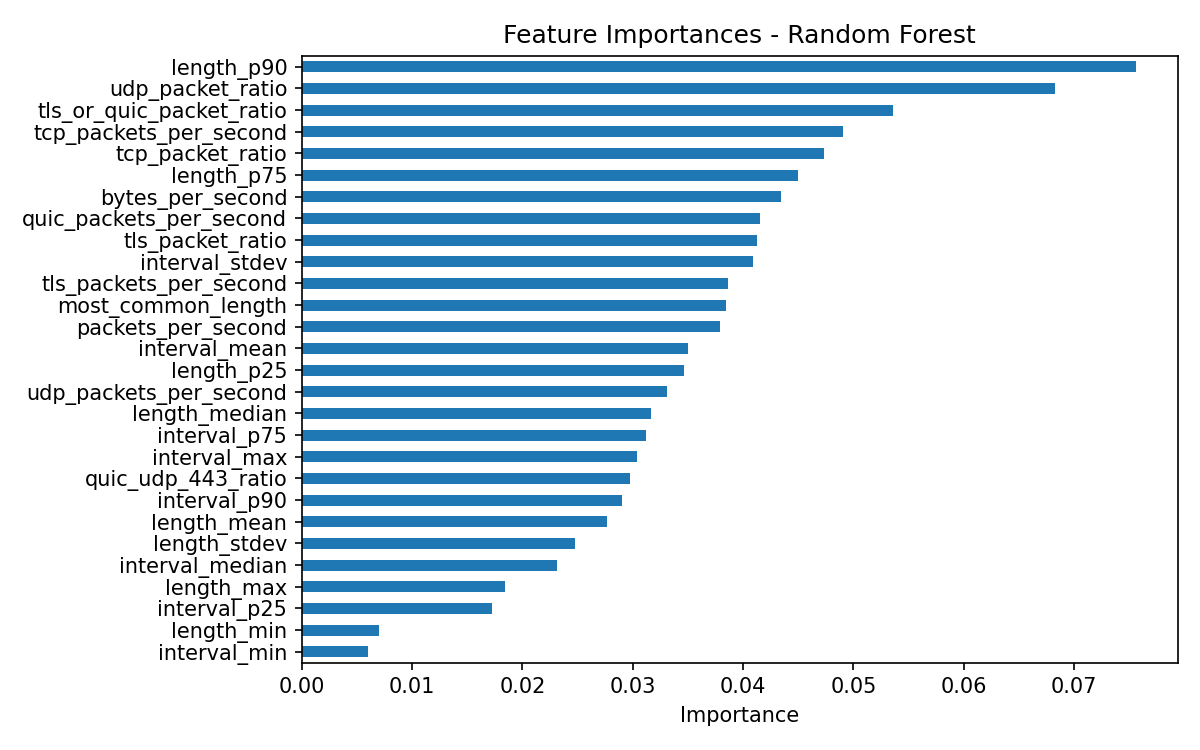 Feature Importances - Random Forest
length_p90
udp_packet_ratio
tls_or_quic_packet_ratio
tcp_packets_per_second
tcp_packet_ratio
length_p75
bytes_per_second
quic_packets_per_second
tls_packet_ratio
interval_stdev
tls_packets_per_second
most_common_length
packets_per_second
interval_mean
length_p25
udp_packets_per_second
length_median
interval_p75
interval_max
quic_udp_443_ratio
interval_p90
length_mean
length_stdev
interval_median
length_max
interval_p25
length_min
interval_min
0.00 0.01 0.02 0.03 0.04 0.05 0.06 0.07
Importance